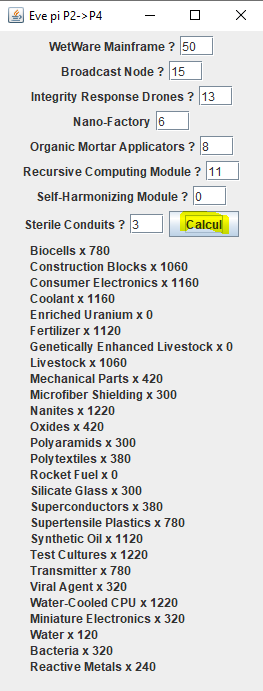 Eve pi P2->P4
WetWare Mainframe ? 50
Broadcast Node ? 15
Integrity Response Drones ? 13
Nano-Factory 6
Organic Mortar Applicators ? 8
Recursive Computing Module ? 11
Self-Harmonizing Module ? 0
Sterile Conduits ? 3 Calcul
Biocells x 780
Construction Blocks x 1060
Consumer Electronics x 1160
Coolant x 1160
Enriched Uranium x 0
Fertilizer x 1120
Genetically Enhanced Livestock x 0
Livestock x 1060
Mechanical Parts x 420
Microfiber Shielding x 300
Nanites x 1220
Oxides x 420
Polyaramids x 300
Polytextiles x 380
Rocket Fuel x 0
Silicate Glass x 300
Superconductors x 380
Supertensile Plastics x 780
Synthetic Oil x 1120
Test Cultures x 1220
Transmitter x 780
Viral Agent x 320
Water-Cooled CPU x 1220
Miniature Electronics x 320
Water x 120
Bacteria x 120
Reactive Metals x 240